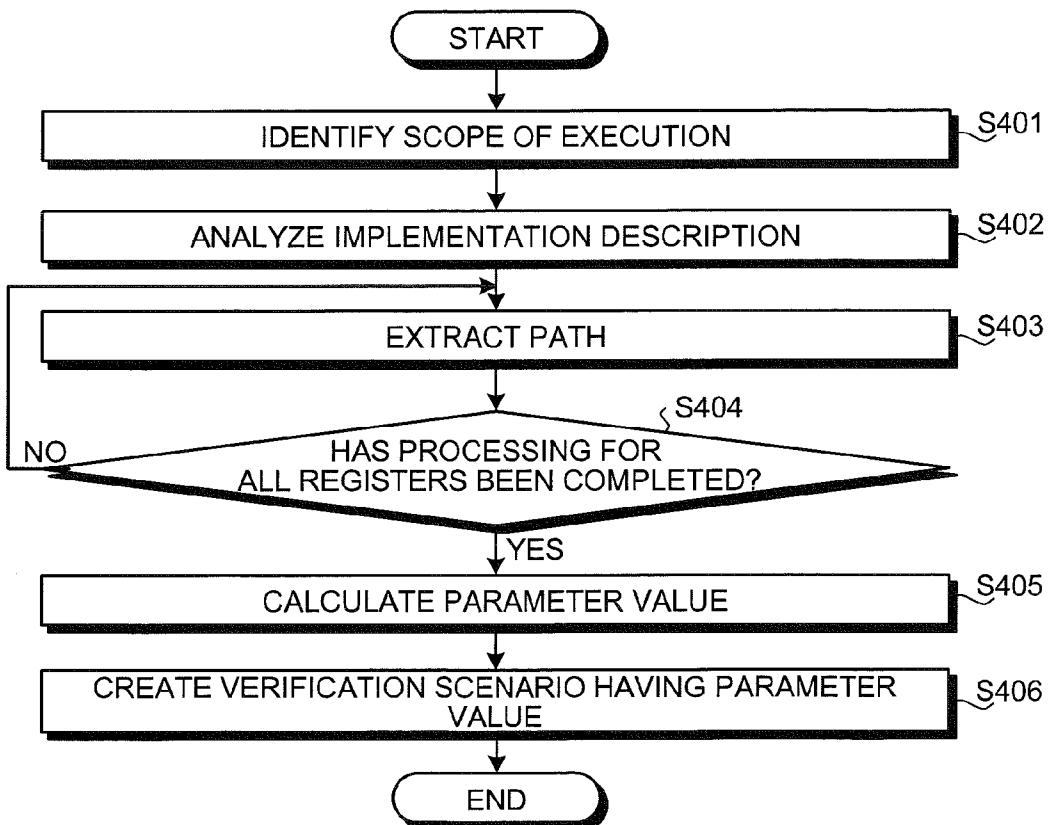 START
IDENTIFY SCOPE OF EXECUTION
S401
ANALYZE IMPLEMENTATION DESCRIPTION
S402
EXTRACT PATH
S403
S404
HAS PROCESSING FOR
ALL REGISTERS BEEN COMPLETED?
NO
YES
CALCULATE PARAMETER VALUE
S405
CREATE VERIFICATION SCENARIO HAVING PARAMETER
VALUE
S406
END